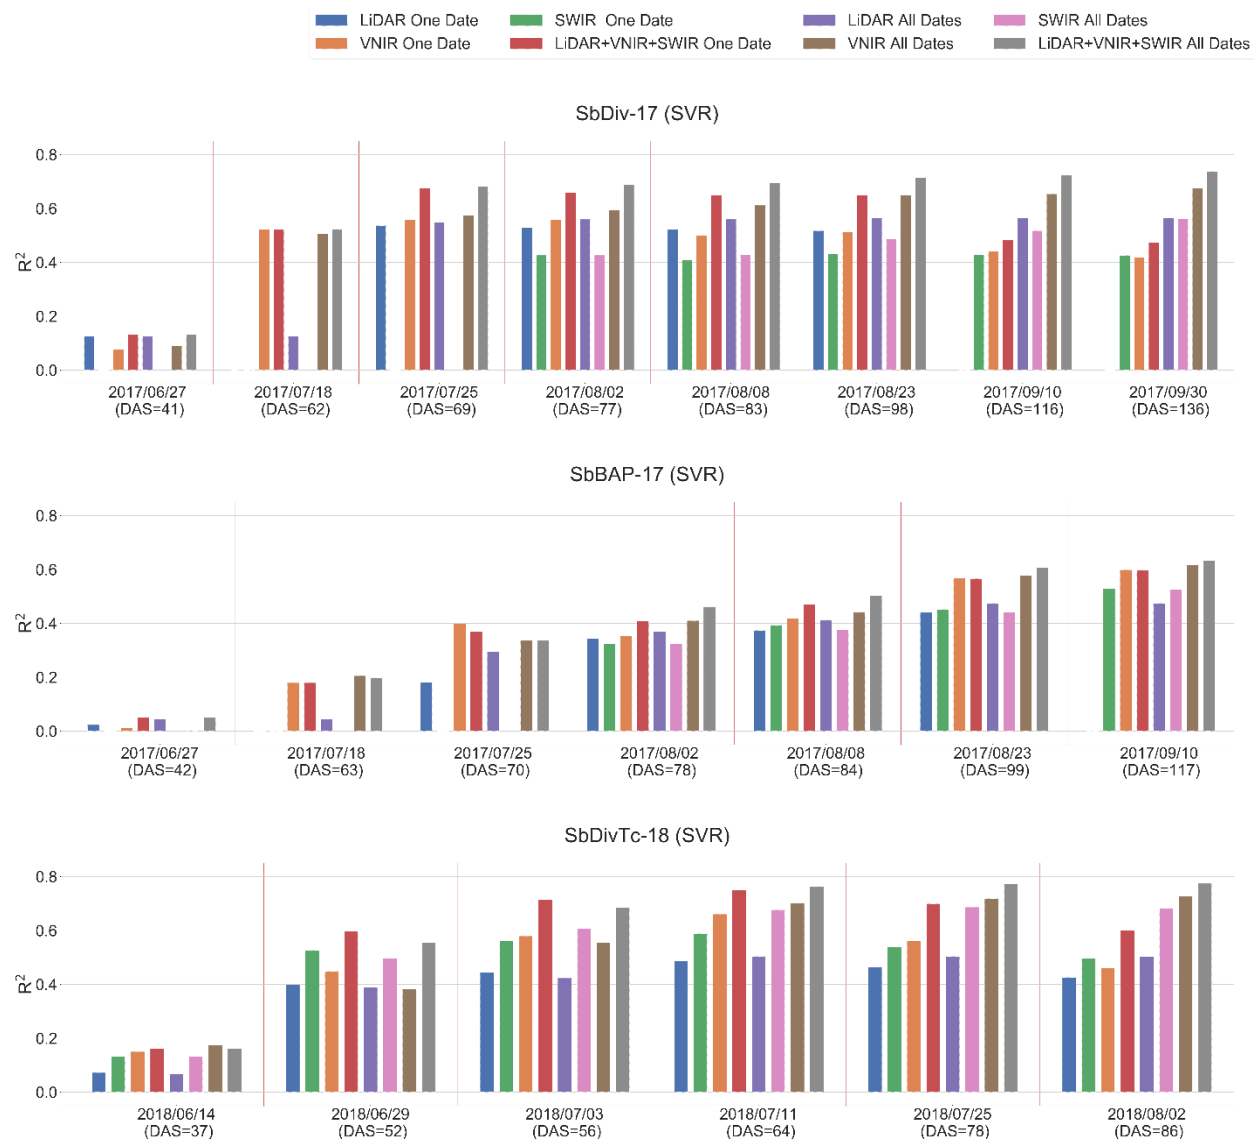 LiDAR One Date
SWIR One Date
LiDAR All Dates
SWIR All Dates
VNIR One Date
LiDAR+VNIR+SWIR One Date
VNIR All Dates
LiDAR+VNIR+SWIR All Dates
SbDiv-17 (SVR)
R²
0.8
0.6
0.4
0.2
0.0
2017/06/27 2017/07/18 2017/07/25 2017/08/02 2017/08/08 2017/08/23 2017/09/10 2017/09/30
(DAS=41) (DAS=62) (DAS=69) (DAS=77) (DAS=83) (DAS=98) (DAS=116) (DAS=136)
SbBAP-17 (SVR)
R²
0.8
0.6
0.4
0.2
0.0
2017/06/27 2017/07/18 2017/07/25 2017/08/02 2017/08/08 2017/08/23 2017/09/10
(DAS=42) (DAS=63) (DAS=70) (DAS=78) (DAS=84) (DAS=99) (DAS=117)
SbDivTc-18 (SVR)
R²
0.8
0.6
0.4
0.2
0.0
2018/06/14 2018/06/29 2018/07/03 2018/07/11 2018/07/25 2018/08/02
(DAS=37) (DAS=52) (DAS=56) (DAS=64) (DAS=78) (DAS=86)